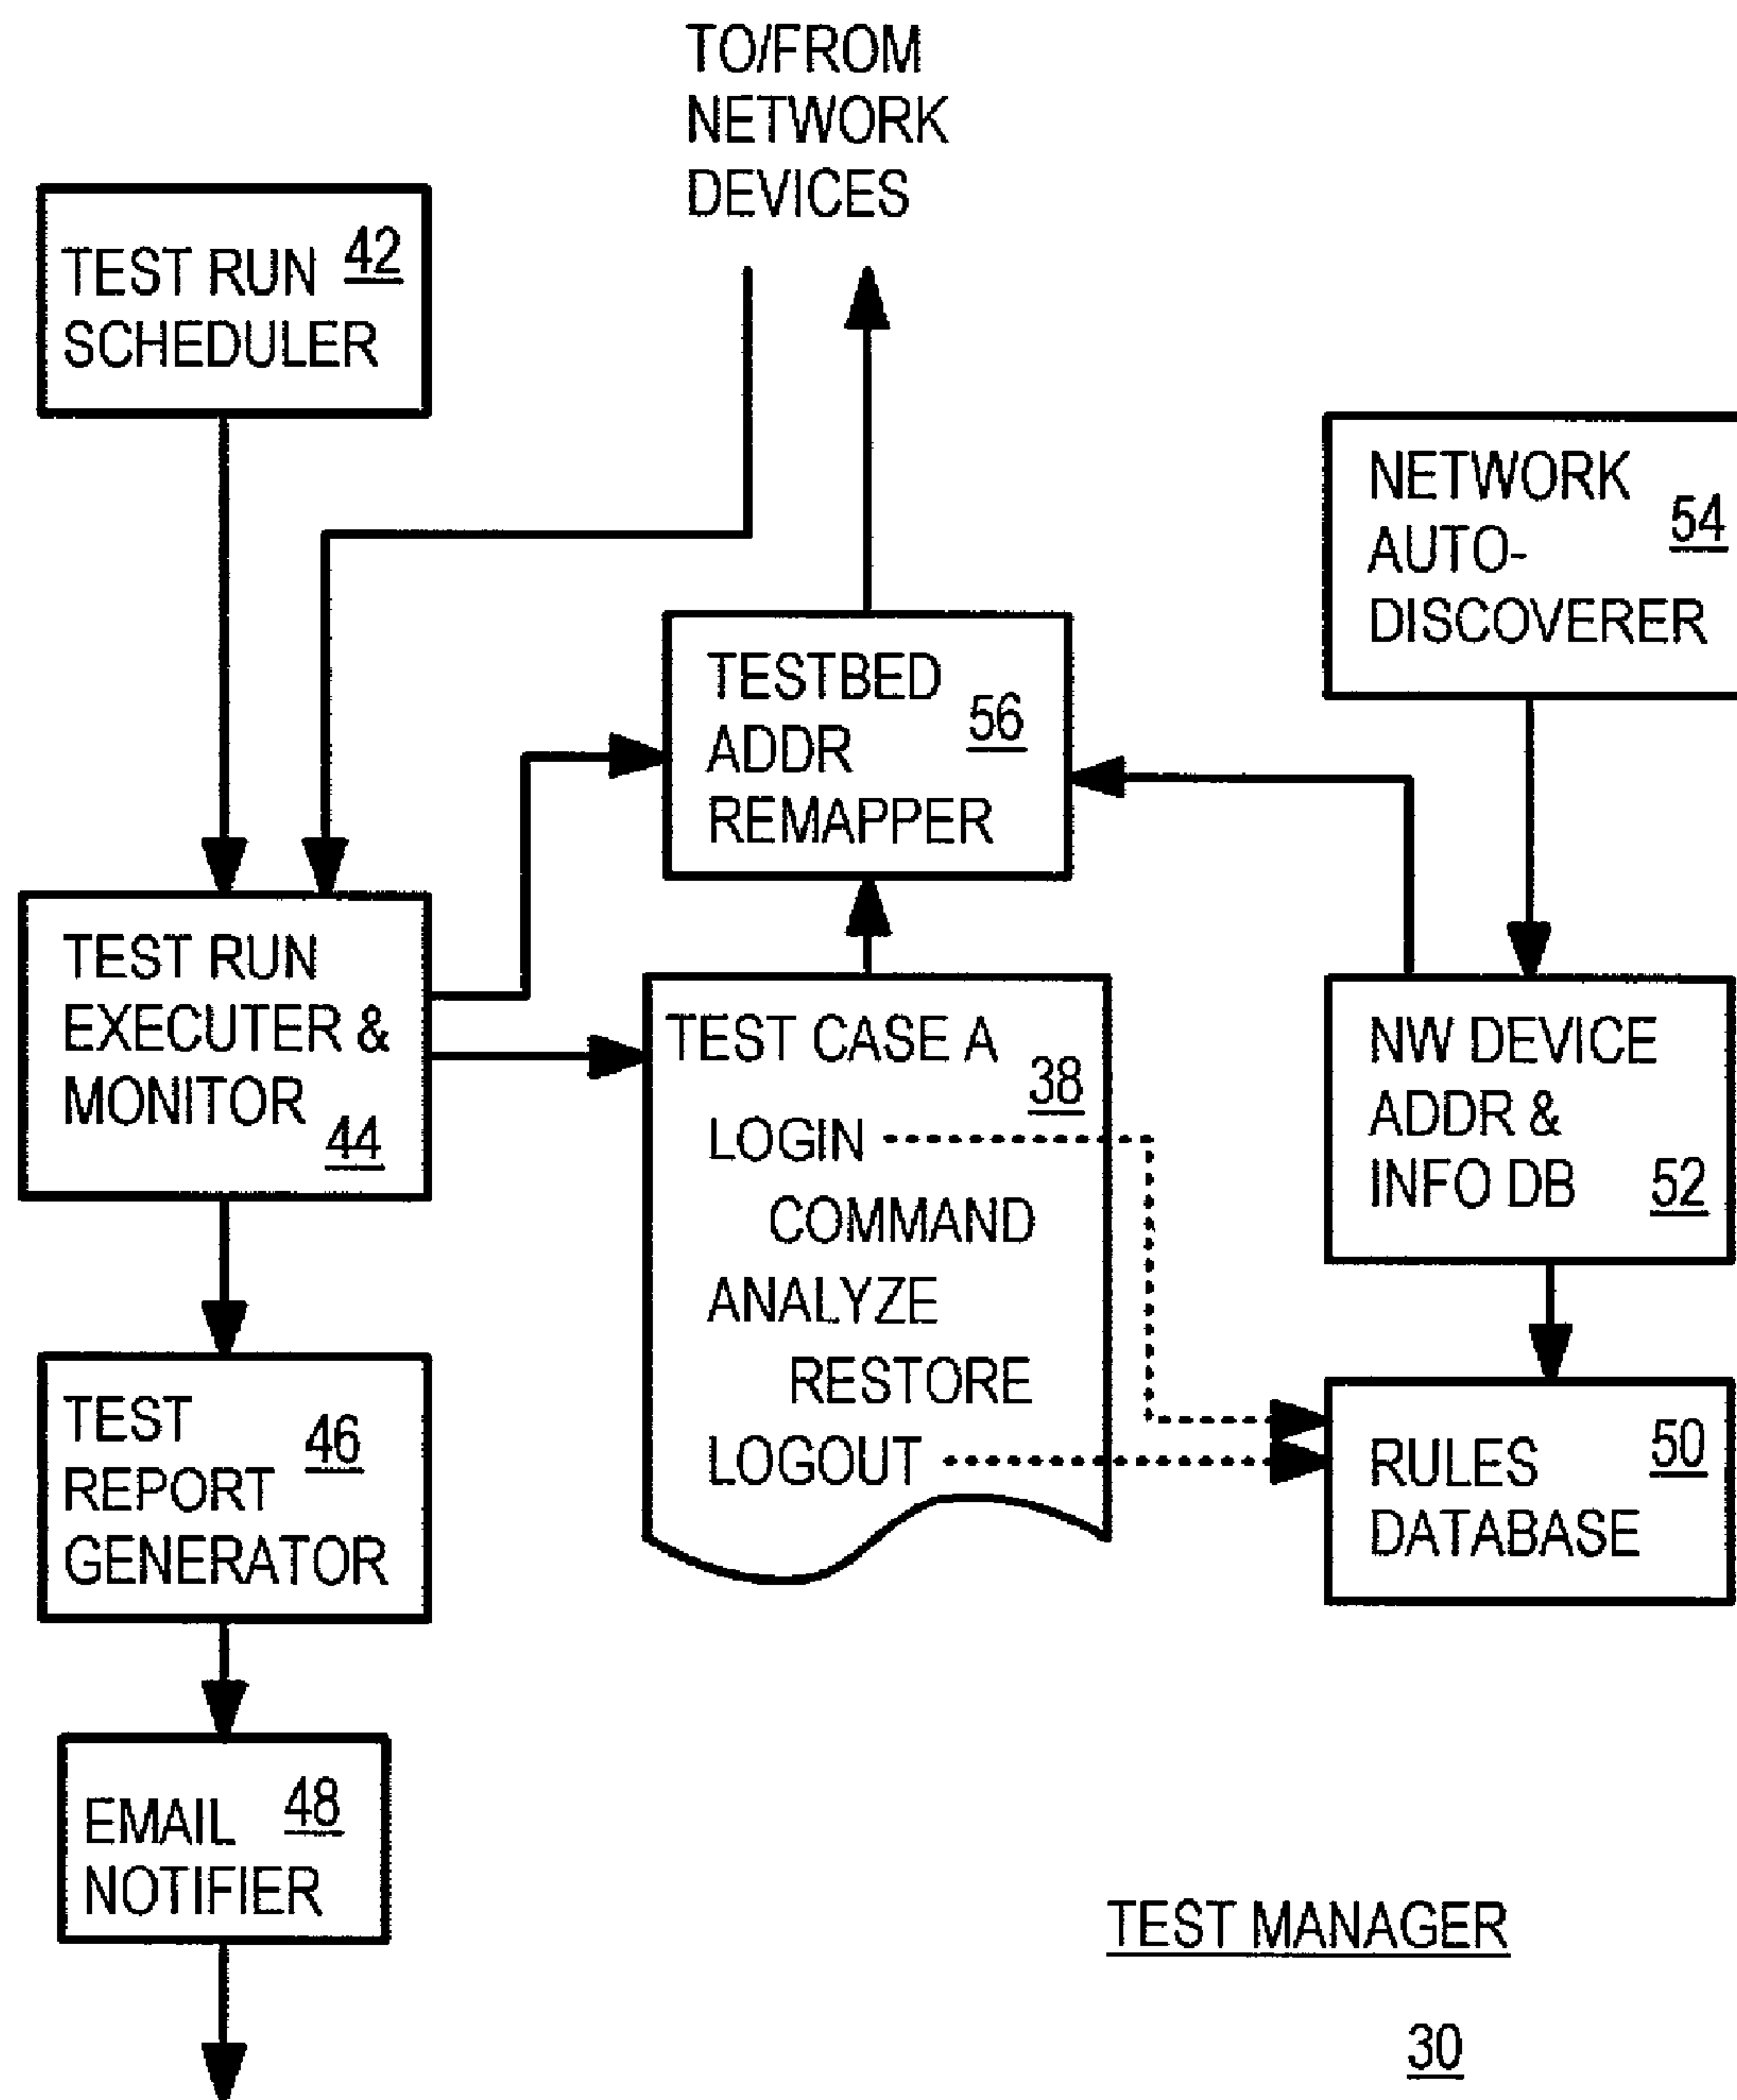 TO/FROM
NETWORK
DEVICES
TEST RUN 42
SCHEDULER
NETWORK
AUTO- 54
DISCOVERER
TESTBED
ADDR 56
REMAPPER
TEST RUN
EXECUTER &
MONITOR 44
TEST CASE A 38
LOGIN
COMMAND
ANALYZE
RESTORE
LOGOUT
NW DEVICE
ADDR &
INFO DB 52
TEST 46
REPORT
GENERATOR
RULES 50
DATABASE
EMAIL 48
NOTIFIER
TEST MANAGER
30